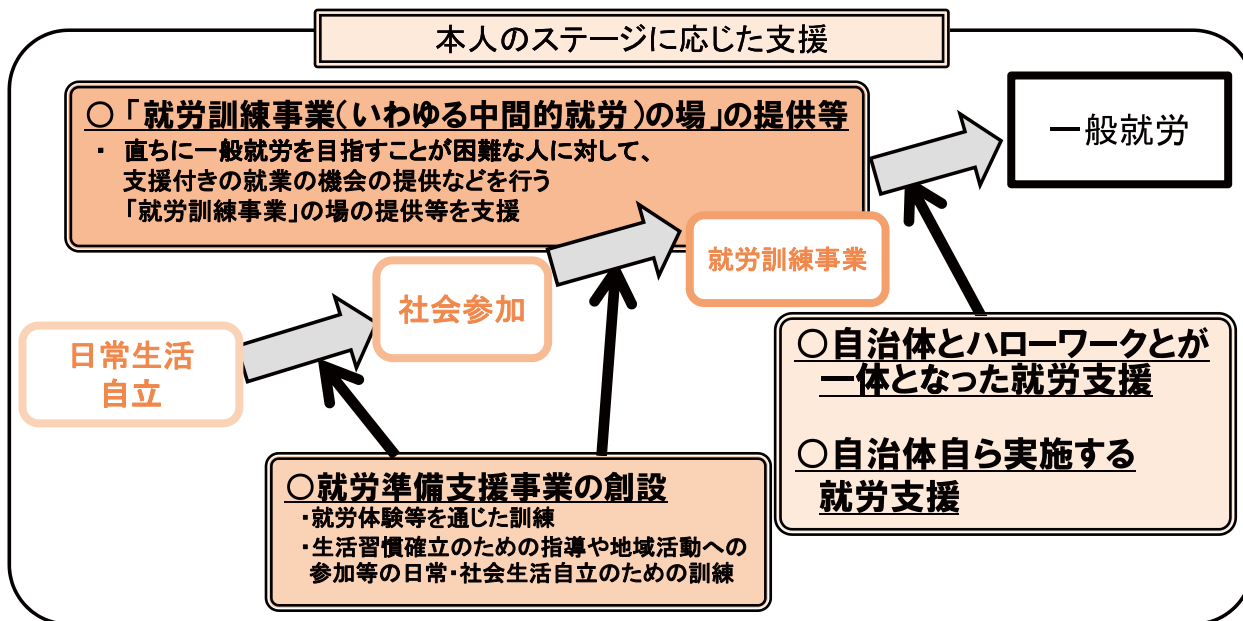 本人のステージに応じた支援
○「就労訓練事業(いわゆる中間的就労)の場」の提供等
・ 直ちに一般就労を目指すことが困難な人に対して、
支援付きの就業の機会の提供などを行う
「就労訓練事業」の場の提供等を支援
一般就労
就労訓練事業
社会参加
日常生活
自立
○自治体とハローワークとが
一体となった就労支援
○自治体自ら実施する
就労支援
○就労準備支援事業の創設
・就労体験等を通じた訓練
・生活習慣確立のための指導や地域活動への
参加等の日常・社会生活自立のための訓練